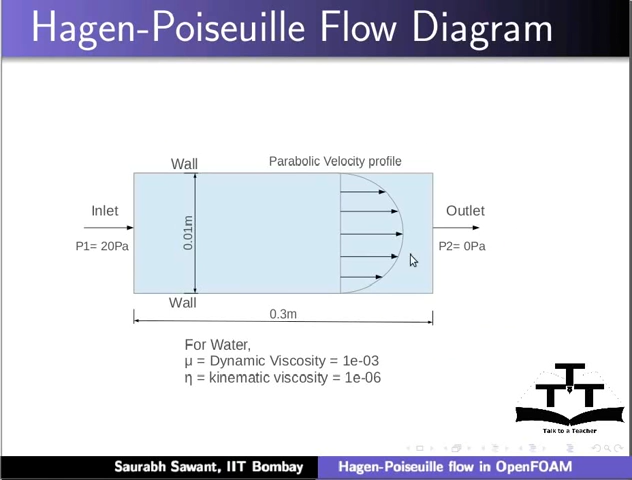 Hagen-Poiseuille Flow Diagram
Wall
Parabolic Velocity profile
Inlet
Outlet
P1= 20Pa
0.01m
P2= 0Pa
Wall
0.3m
For Water,
μ = Dynamic Viscosity = 1e-03
η = kinematic viscosity = 1e-06
T
T T
Talk to a Teacher
Saurabh Sawant, IIT Bombay
Hagen-Poiseuille flow in OpenFOAM